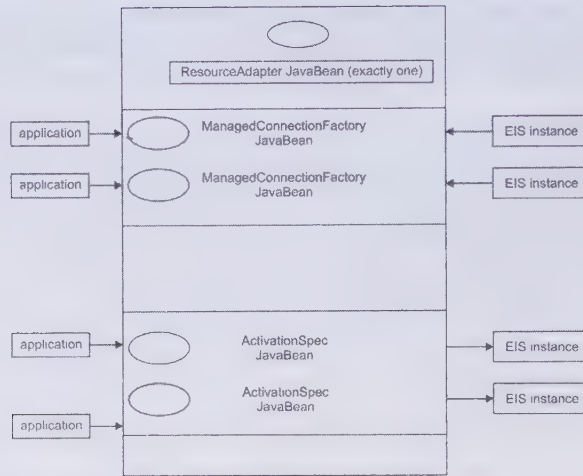 ResourceAdapter JavaBean (exactly one)
application
ManagedConnectionFactory
JavaBean
EIS instance
application
ManagedConnectionFactory
JavaBean
EIS instance
application
ActivationSpec
JavaBean
EIS instance
ActivationSpec
JavaBean
EIS instance
application